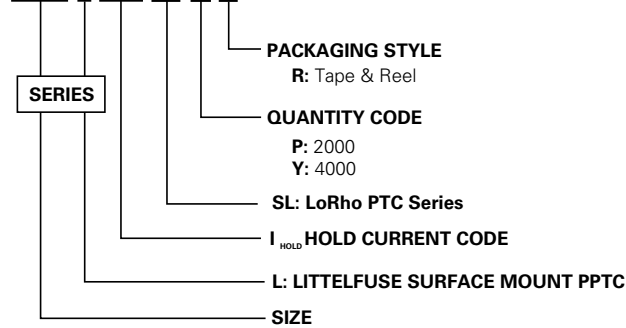 PACKAGING STYLE
R: Tape & Reel
SERIES
QUANTITY CODE
P: 2000
Y: 4000
SL: LoRho PTC Series
I HOLD HOLD CURRENT CODE
L: LITTELFUSE SURFACE MOUNT PPTC
SIZE